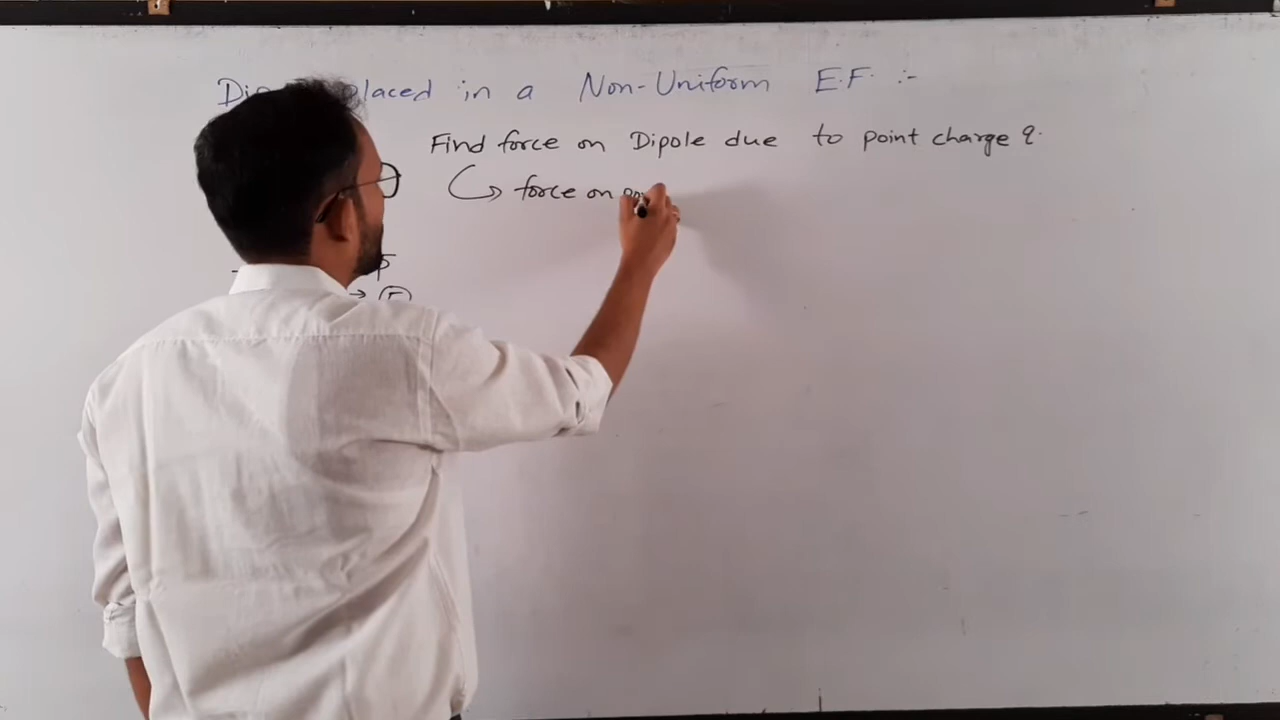 placed in a Non-Uniform E.F. :-
Find force on Dipole due to point charge q.
↳ force on
P
→ F